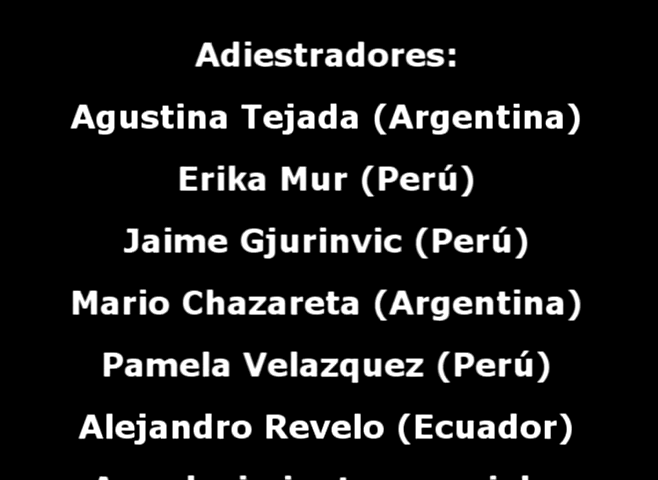 Adiestradores:
Agustina Tejada (Argentina)
Erika Mur (Perú)
Jaime Gjurinvic (Perú)
Mario Chazareta (Argentina)
Pamela Velazquez (Perú)
Alejandro Revelo (Ecuador)